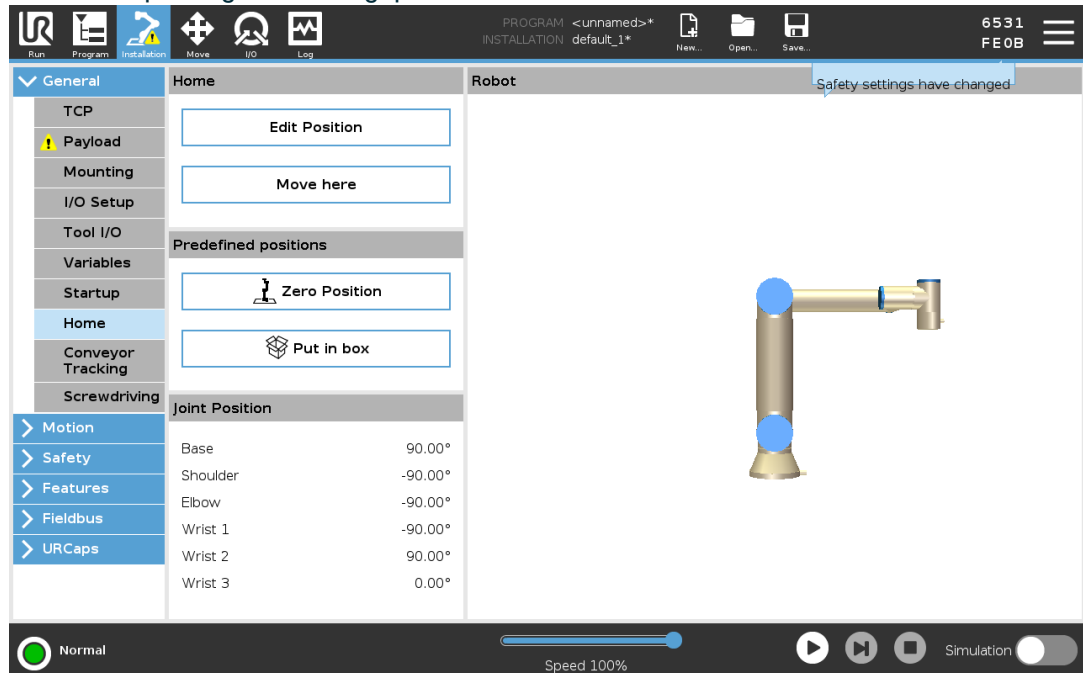 PROGRAM <unnamed>*
INSTALLATION default_1*
6531
FE0B
UR
Run
Program
Installation
Move
I/O
Log
New...
Open...
Save...
Safety settings have changed
General
TCP
Payload
Mounting
I/O Setup
Tool I/O
Variables
Startup
Home
Conveyor
Tracking
Screwdriving
Motion
Safety
Features
Fieldbus
URCaps
Home
Edit Position
Move here
Predefined positions
Zero Position
Put in box
Joint Position
Base 90.00°
Shoulder -90.00°
Elbow -90.00°
Wrist 1 -90.00°
Wrist 2 90.00°
Wrist 3 0.00°
Robot
Normal
Speed 100%
Simulation